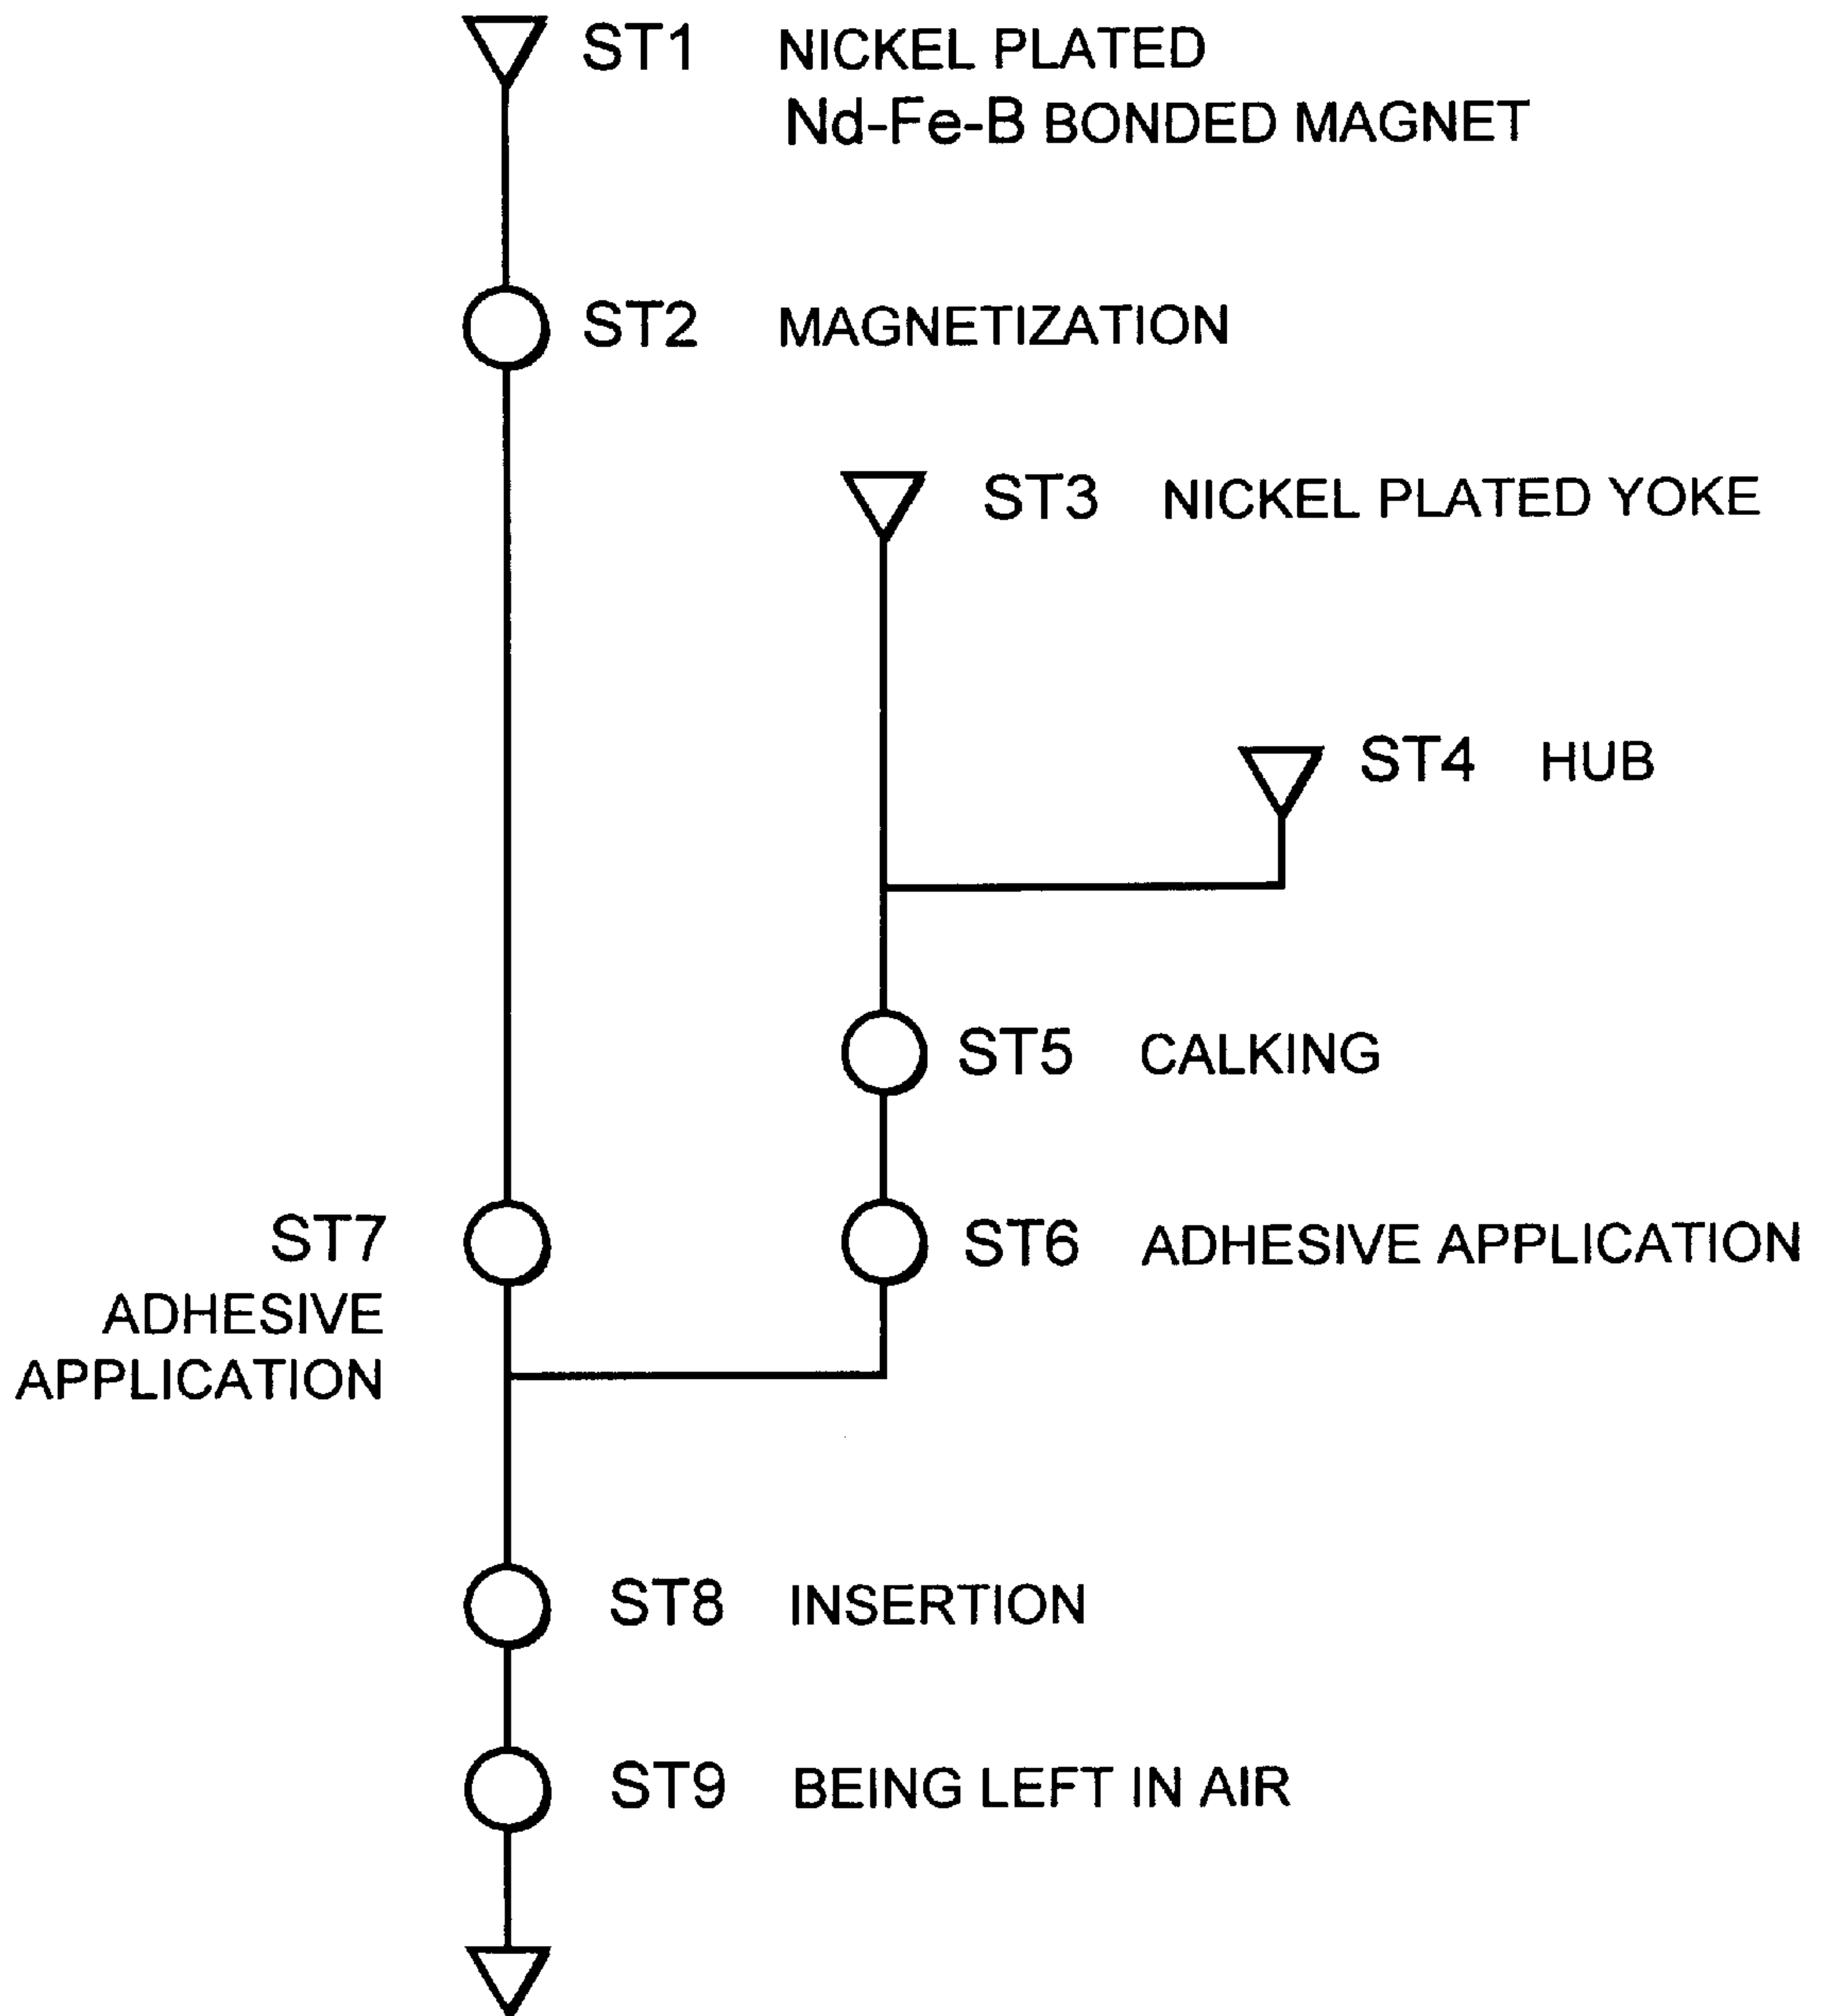 ST1 NICKEL PLATED
Nd-Fe-B BONDED MAGNET
ST2 MAGNETIZATION
ST3 NICKEL PLATED YOKE
ST4 HUB
ST5 CALKING
ST7
ADHESIVE
APPLICATION
ST6 ADHESIVE APPLICATION
ST8 INSERTION
ST9 BEING LEFT IN AIR